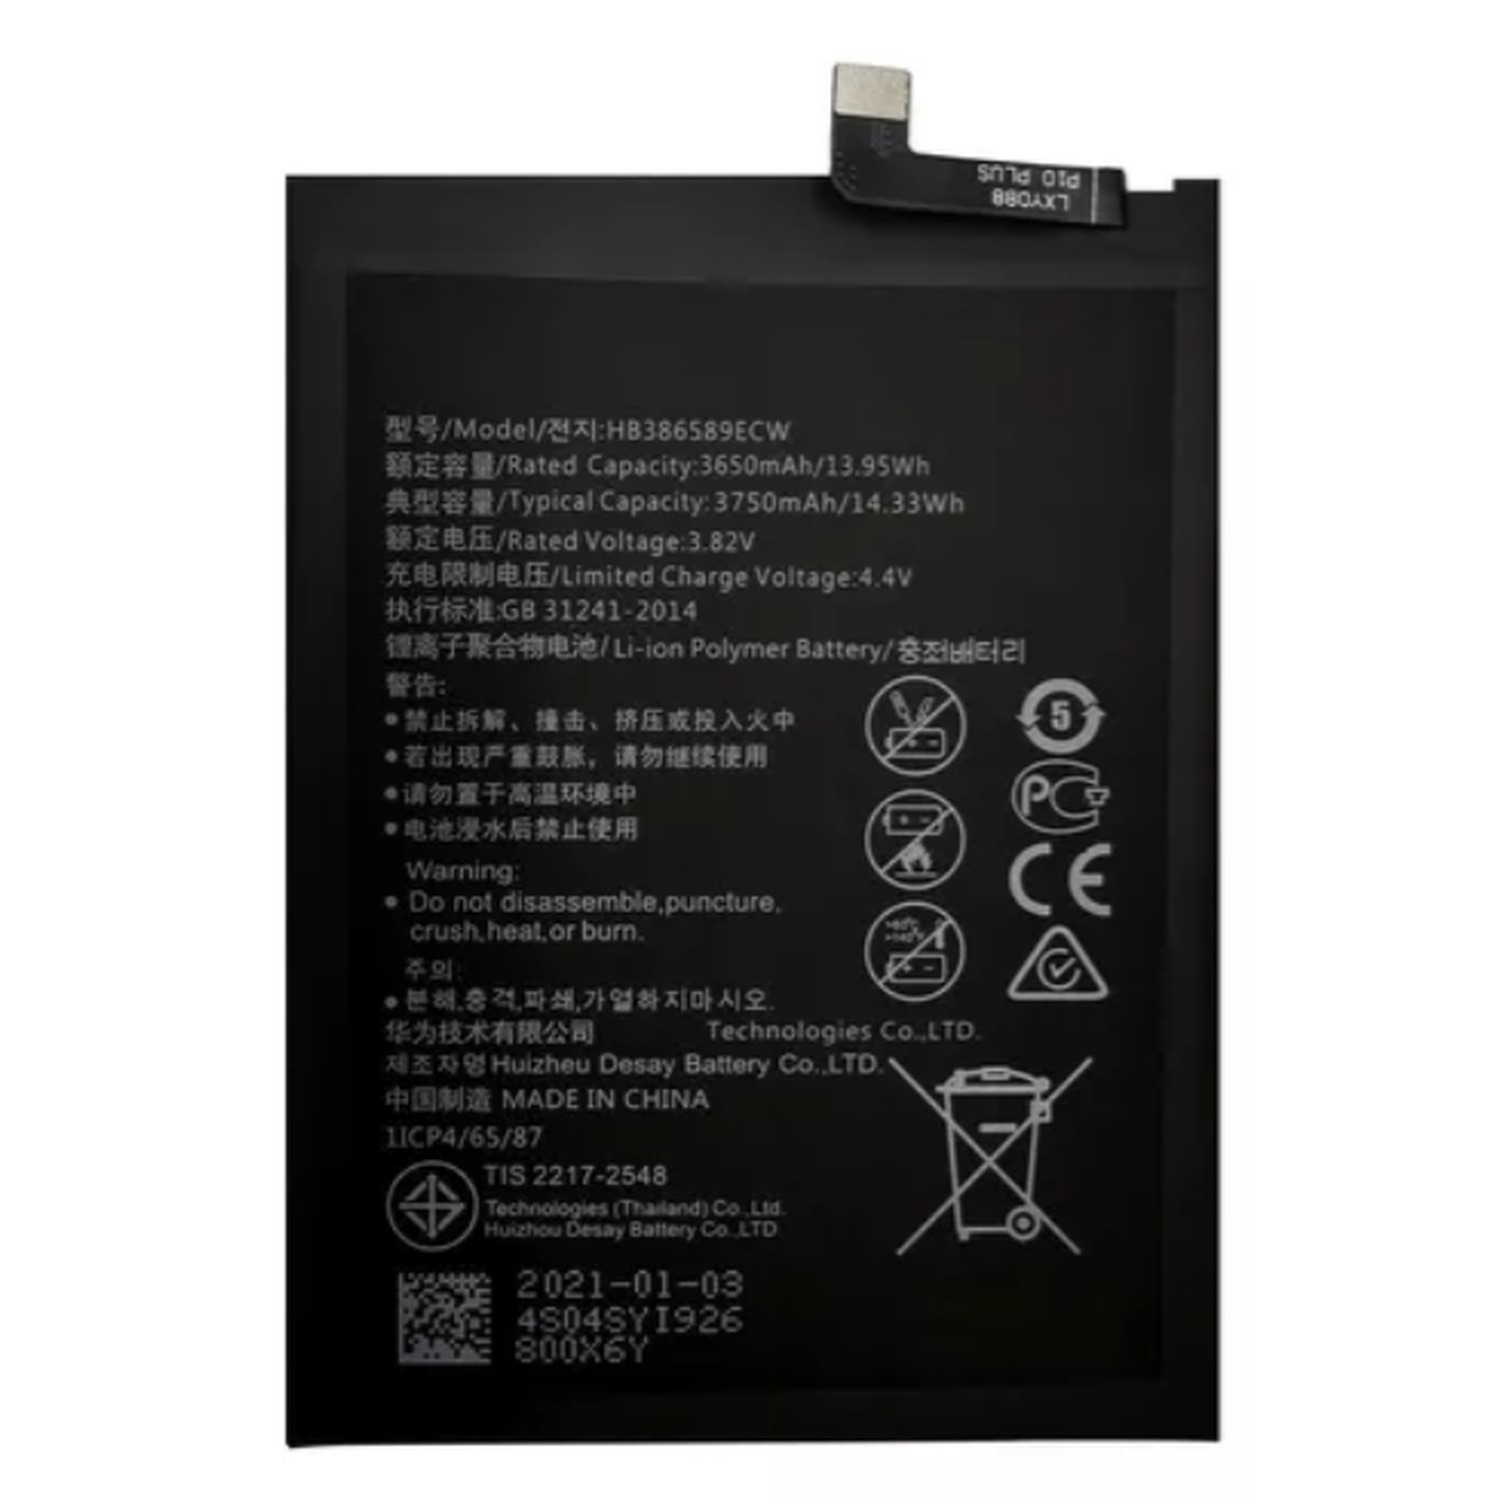 P10 PLUS
LXY088
型号/Model/전지:HB386589ECW
额定容量/Rated Capacity:3650mAh/13.95Wh
典型容量/Typical Capacity:3750mAh/14.33Wh
额定电压/Rated Voltage:3.82V
充电限制电压/Limited Charge Voltage:4.4V
执行标准:GB 31241-2014
锂离子聚合物电池/Li-ion Polymer Battery/충전배터리
警告:
•禁止拆解、撞击、挤压或投入火中
•若出现严重鼓胀，请勿继续使用
•请勿置于高温环境中
•电池浸水后禁止使用
Warning:
• Do not disassemble,puncture,
crush,heat,or burn.
주의:
•분해,충격,파쇄,가열하지마시오.
华为技术有限公司 Technologies Co.,LTD.
제조자명 Huizheu Desay Battery Co.,LTD.
中国制造 MADE IN CHINA
1ICP4/65/87
TIS 2217-2548
Technologies (Thailand) Co.,Ltd.
Huizhou Desay Battery Co.,LTD
2021-01-03
4S04SYI926
800X6Y
5
PC
CE